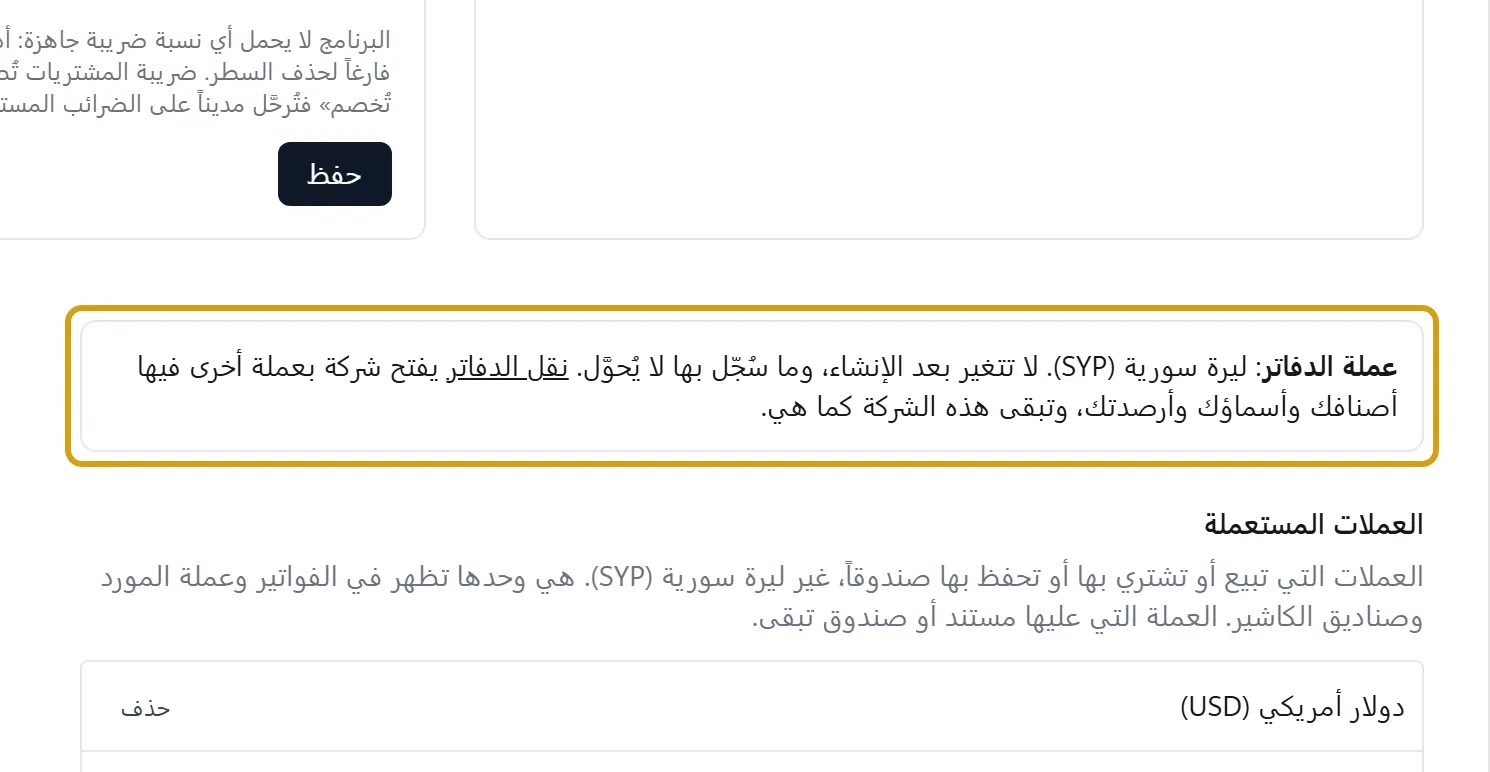 البرنامج لا يحمل أي نسبة ضريبة جاهزة:
فارغاً لحذف السطر. ضريبة المشتريات
تُخصم» فتُرحَّل مديناً على الضرائب
حفظ
عملة الدفاتر: ليرة سورية (SYP). لا تتغير بعد الإنشاء، وما سُجّل بها لا يُحوَّل. نقل الدفاتر يفتح شركة بعملة أخرى فيها
أصنافك وأسماؤك وأرصدتك، وتبقى هذه الشركة كما هي.
العملات المستعملة
العملات التي تبيع أو تشتري بها أو تحفظ بها صندوقاً، غير ليرة سورية (SYP). هي وحدها تظهر في الفواتير وعملة المورد
وصناديق الكاشير. العملة التي عليها مستند أو صندوق تبقى.
دولار أمريكي (USD)
حذف